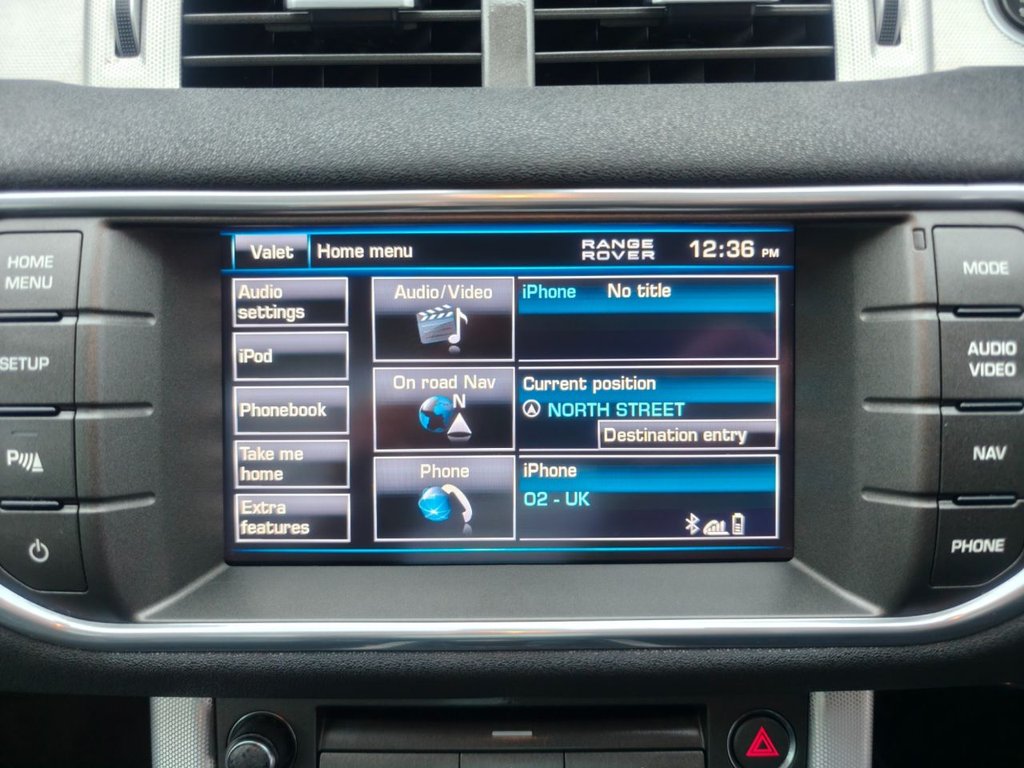 HOME
MENU
SETUP
P
Valet
Home menu
RANGE
ROVER
12:36 PM
Audio
settings
iPod
Phonebook
Take me
home
Extra
features
Audio/Video
iPhone No title
On road Nav
N
Current position
NORTH STREET
Destination entry
Phone
iPhone
O2 - UK
MODE
AUDIO
VIDEO
NAV
PHONE